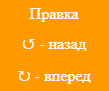 Правка
↺ - назад
↻ - вперед